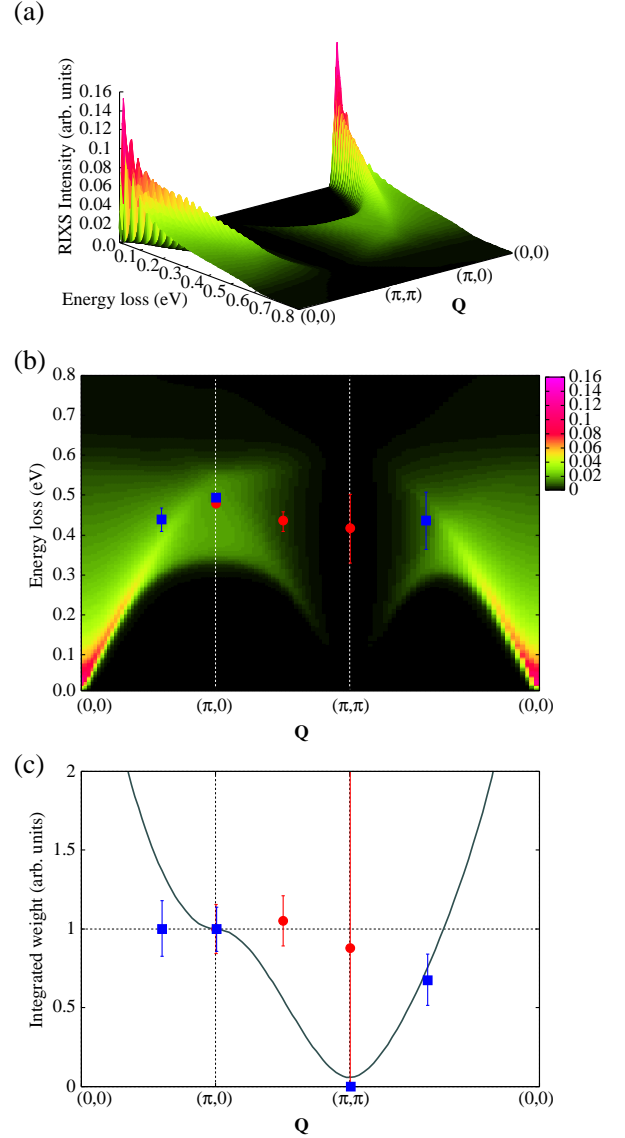 (a)
RIXS Intensity (arb. units)
0.16
0.14
0.12
0.10
0.08
0.06
0.04
0.02
0.0
0.1
0.2
0.3
0.4
0.5
0.6
0.7
0.8
Energy loss (eV)
(0,0)
(π,π)
(π,0)
(0,0)
Q
(b)
Energy loss (eV)
0.8
0.7
0.6
0.5
0.4
0.3
0.2
0.1
0.0
(0,0)
(π,0)
(π,π)
(0,0)
Q
0.16
0.14
0.12
0.10
0.08
0.06
0.04
0.02
0
(c)
Integrated weight (arb. units)
2
1.5
1
0.5
0
(0,0)
(π,0)
(π,π)
(0,0)
Q